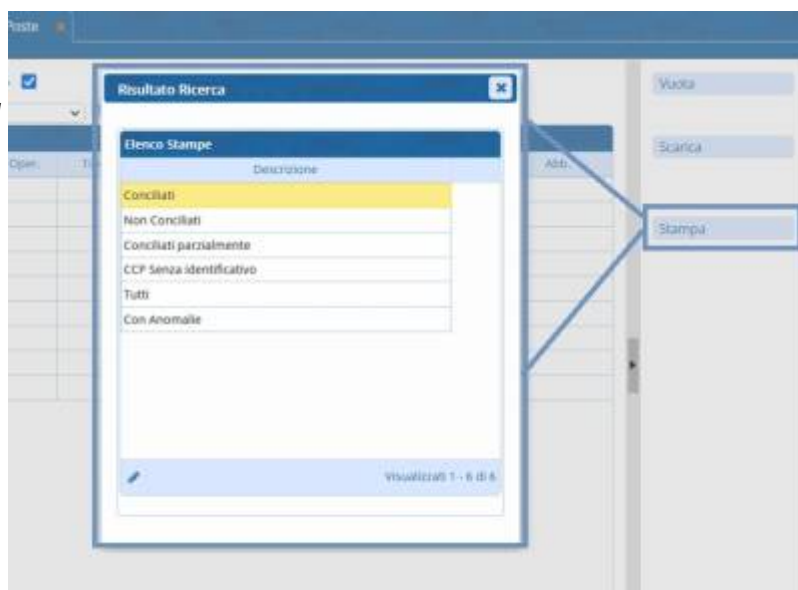 Poste
Risultato Ricerca
Vuota
Elenco Stampe
Oper.
Descrizione
Abb.
Scarica
Conciliati
Non Conciliati
Stampa
Conciliati parzialmente
CCP Senza identificativo
Tutti
Con Anomalie
Visualizzati 1 - 6 di 6